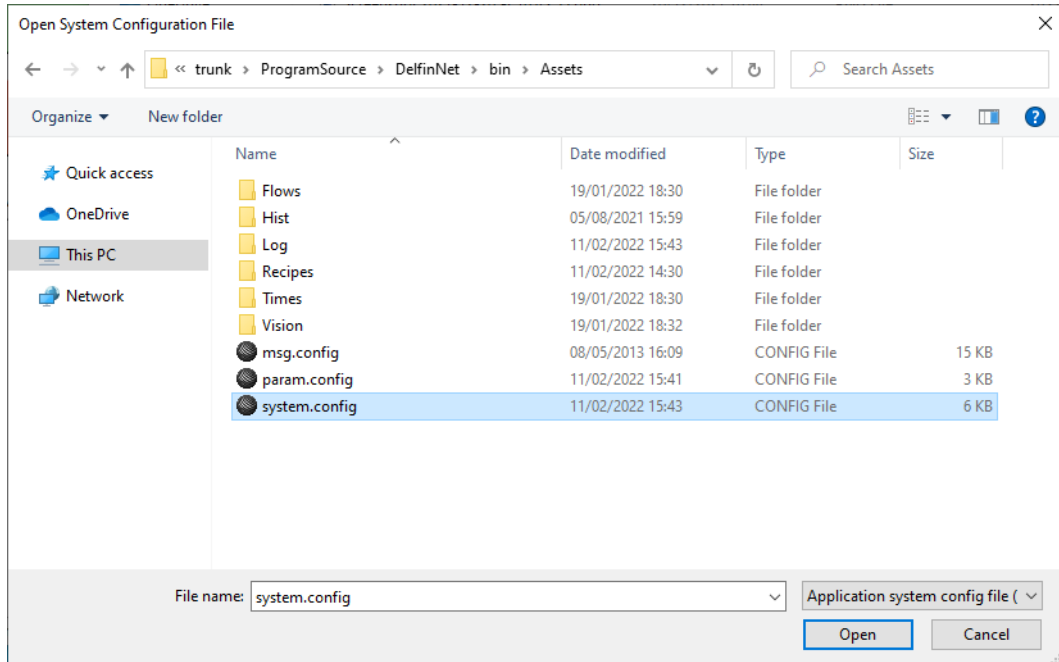 Open System Configuration File
« trunk > ProgramSource > DelfinNet > bin > Assets
Search Assets
Organize
New folder
Name Date modified Type Size
Quick access
OneDrive
This PC
Network
Flows 19/01/2022 18:30 File folder
Hist 05/08/2021 15:59 File folder
Log 11/02/2022 15:43 File folder
Recipes 11/02/2022 14:30 File folder
Times 19/01/2022 18:30 File folder
Vision 19/01/2022 18:32 File folder
msg.config 08/05/2013 16:09 CONFIG File 15 KB
param.config 11/02/2022 15:41 CONFIG File 3 KB
system.config 11/02/2022 15:43 CONFIG File 6 KB
File name: system.config Application system config file (
Open Cancel